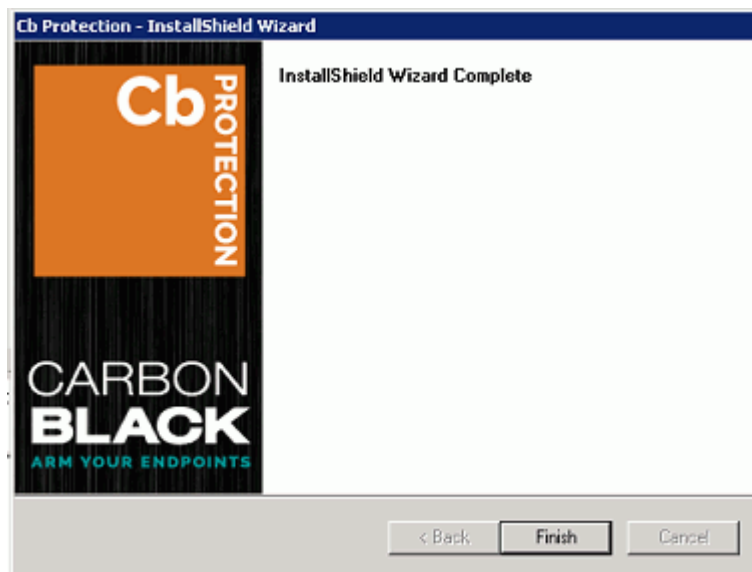 Cb Protection - InstallShield Wizard
Cb
PROTECTION
InstallShield Wizard Complete
CARBON
BLACK
ARM YOUR ENDPOINTS
< Back
Finish
Cancel